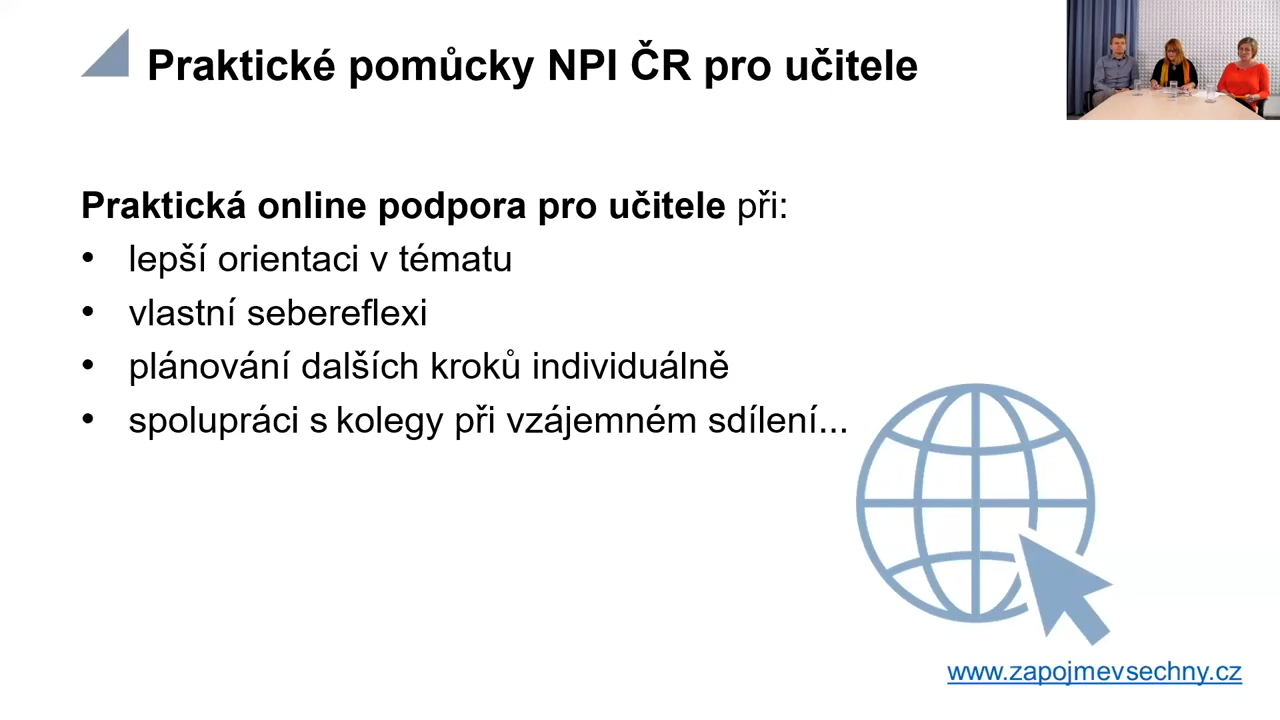 Praktické pomůcky NPI ČR pro učitele
Praktická online podpora pro učitele při:
• lepší orientaci v tématu
• vlastní sebereflexi
• plánování dalších kroků individuálně
• spolupráci s kolegy při vzájemném sdílení...
www.zapojmevsechny.cz